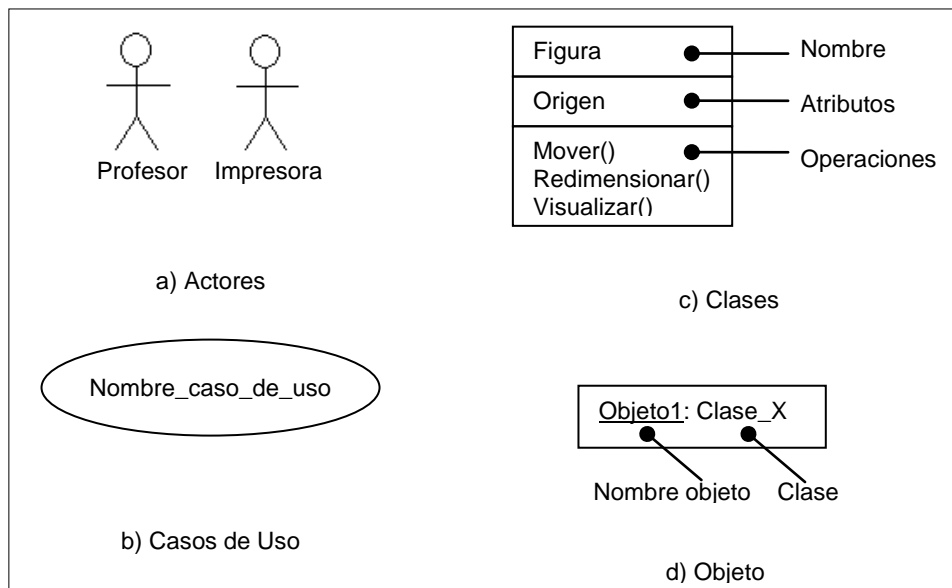 Profesor
Impresora
a) Actores
Nombre_caso_de_uso
b) Casos de Uso
Figura
Nombre
Origen
Atributos
Mover()
Operaciones
Redimensionar()
Visualizar()
c) Clases
Objeto1: Clase_X
Nombre objeto
Clase
d) Objeto